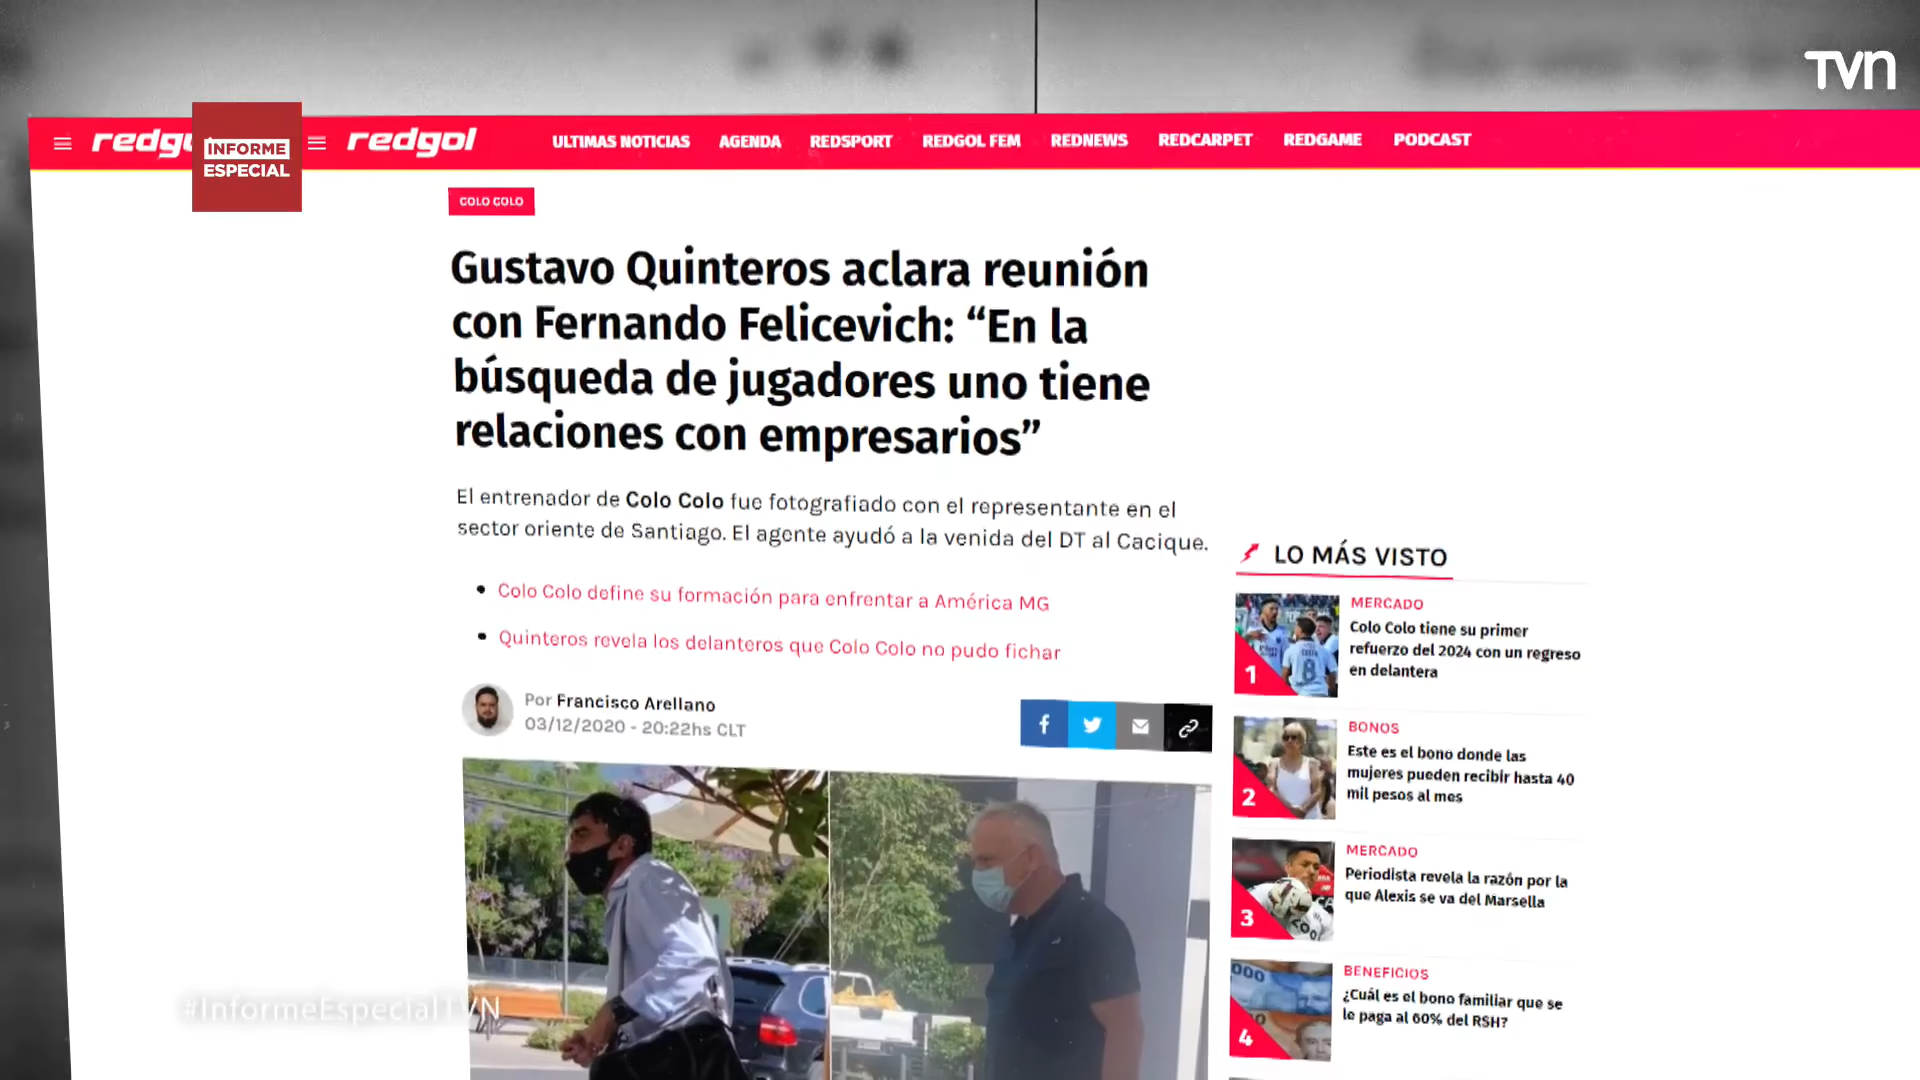 TVN
redg
INFORME
ESPECIAL
redgol
ULTIMAS NOTICIAS
AGENDA
REDSPORT
REDGOL FEM
REDNEWS
REDCARPET
REDGAME
PODCAST
COLO COLO
Gustavo Quinteros aclara reunión
con Fernando Felicevich: “En la
búsqueda de jugadores uno tiene
relaciones con empresarios”
El entrenador de Colo Colo fue fotografiado con el representante en el
sector oriente de Santiago. El agente ayudó a la venida del DT al Cacique.
Colo Colo define su formación para enfrentar a América MG
Quinteros revela los delanteros que Colo Colo no pudo fichar
Por Francisco Arellano
03/12/2020 - 20:22hs CLT
LO MÁS VISTO
1
MERCADO
Colo Colo tiene su primer
refuerzo del 2024 con un regreso
en delantera
8
2
BONOS
Este es el bono donde las
mujeres pueden recibir hasta 40
mil pesos al mes
3
MERCADO
Periodista revela la razón por la
que Alexis se va del Marsella
4
BENEFICIOS
¿Cuál es el bono familiar que se
le paga al 60% del RSH?
#InformeEspecialTVN